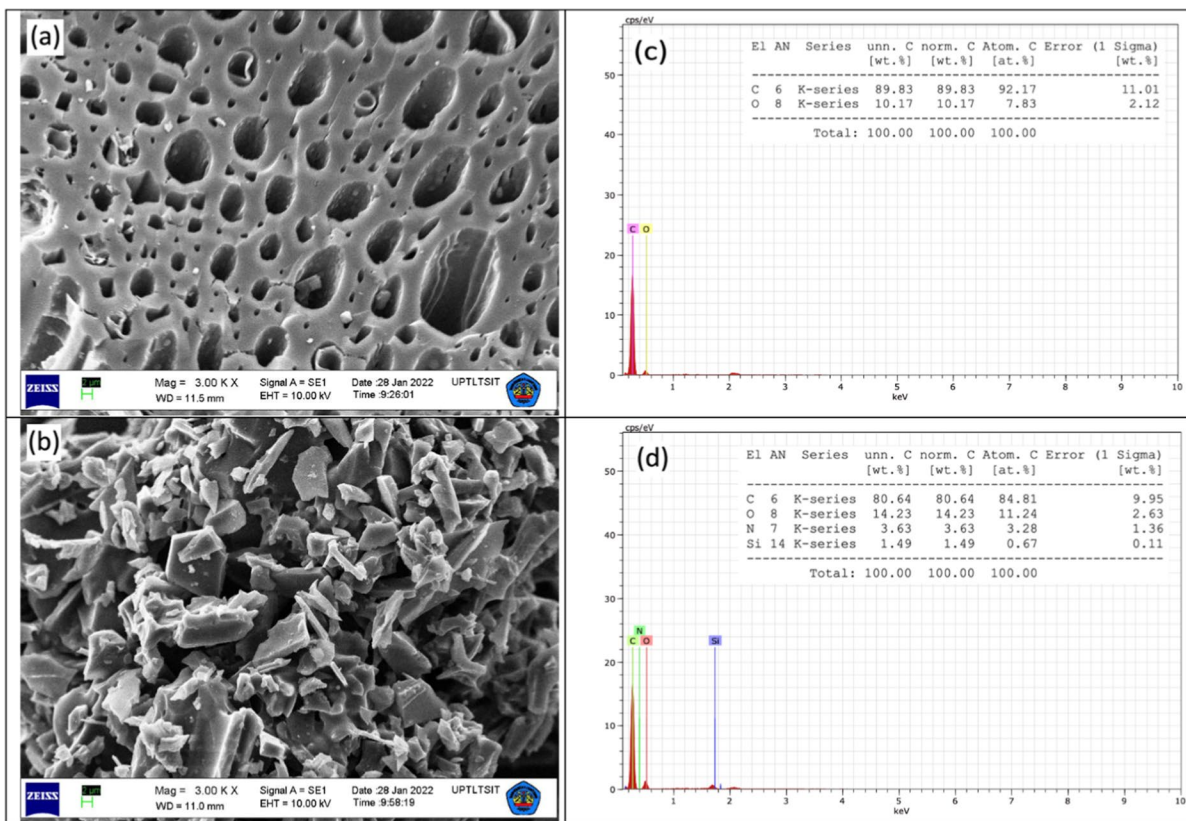 (a)
ZEISS
2 µm
Mag = 3.00 K X Signal A = SE1 Date :28 Jan 2022 UPTLTSIT
WD = 11.5 mm EHT = 10.00 kV Time :9:26:01
(c)
cps/eV
El AN Series unn. C norm. C Atom. C Error (1 Sigma)
[wt.%] [wt.%] [at.%] [wt.%]
C 6 K-series 89.83 89.83 92.17 11.01
O 8 K-series 10.17 10.17 7.83 2.12
Total: 100.00 100.00 100.00
50
40
30
20
10
0
C O
1 2 3 4 5 6 7 8 9 10
keV
(b)
ZEISS
2 µm
Mag = 3.00 K X Signal A = SE1 Date :28 Jan 2022 UPTLTSIT
WD = 11.0 mm EHT = 10.00 kV Time :9:58:19
(d)
cps/eV
El AN Series unn. C norm. C Atom. C Error (1 Sigma)
[wt.%] [wt.%] [at.%] [wt.%]
C 6 K-series 80.64 80.64 84.81 9.95
O 8 K-series 14.23 14.23 11.24 2.63
N 7 K-series 3.63 3.63 3.28 1.36
Si 14 K-series 1.49 1.49 0.67 0.11
Total: 100.00 100.00 100.00
50
40
30
20
10
0
N
C O Si
1 2 3 4 5 6 7 8 9 10
keV